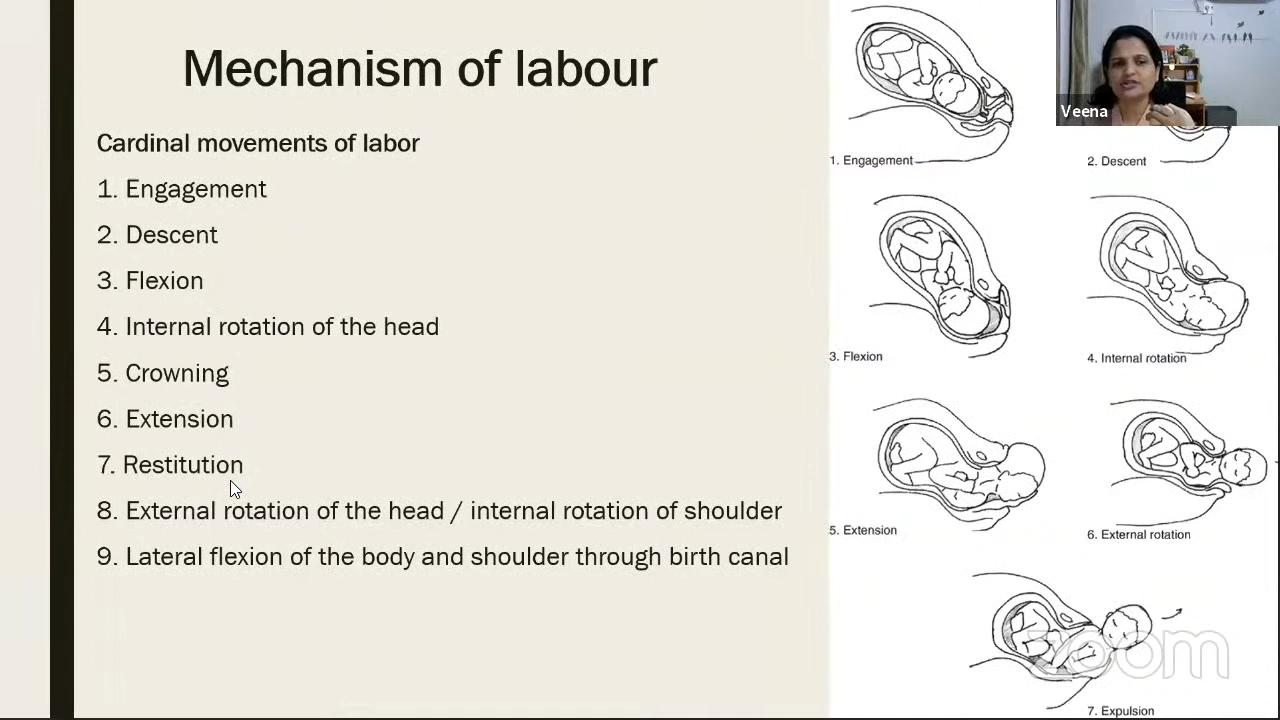 Mechanism of labour
Cardinal movements of labor
1. Engagement
2. Descent
3. Flexion
4. Internal rotation of the head
5. Crowning
6. Extension
7. Restitution
8. External rotation of the head / internal rotation of shoulder
9. Lateral flexion of the body and shoulder through birth canal
Veena
1. Engagement
2. Descent
3. Flexion
4. Internal rotation
5. Extension
6. External rotation
7. Expulsion
zoom